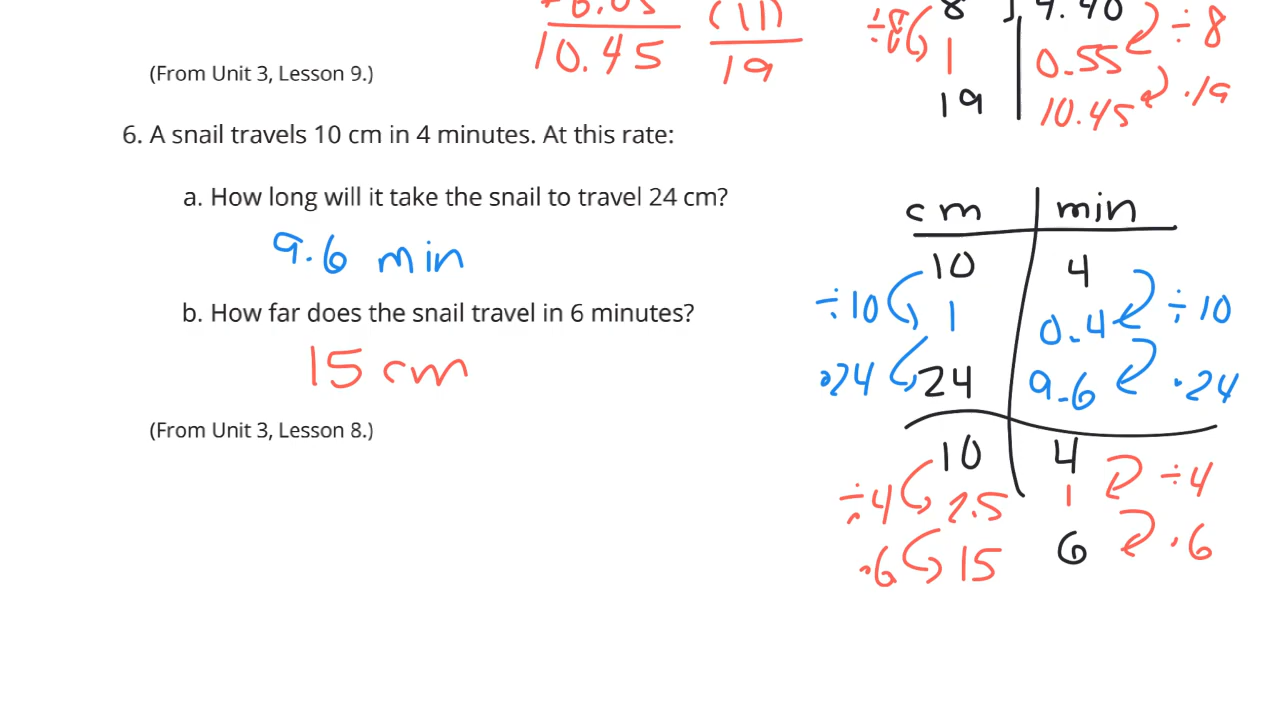 10.45
(11)
19
÷8 8 4.40 ÷8
1 0.55
19 10.45 ·19
(From Unit 3, Lesson 9.)
6. A snail travels 10 cm in 4 minutes. At this rate:
a. How long will it take the snail to travel 24 cm?
9.6 min
b. How far does the snail travel in 6 minutes?
15 cm
(From Unit 3, Lesson 8.)
cm min
10 4
÷10 1 0.4 ÷10
·24 24 9.6 ·24
10 4
÷4 2.5 1 ÷4
·6 15 6 ·6